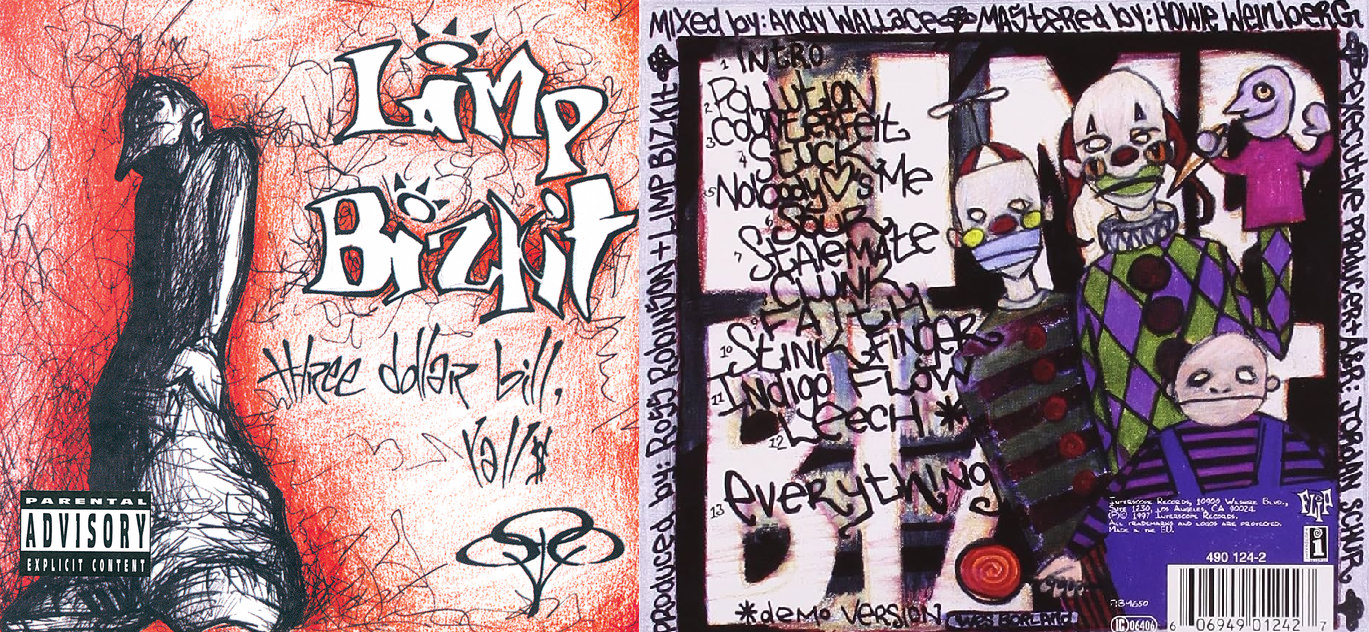 Limp
Bizkit
three dollar bill,
yall$
PARENTAL
ADVISORY
EXPLICIT CONTENT
MIXED by: ANDY WALLACE MASTERED by: HOWIE WEINBERG
PRODUCED by: ROSS ROBINSON + LIMP BIZKIT
EXECUTIVE PRODUCER + A&R: JORDAN SCHUR
1 INTRO
2 POLLUTION
3 COUNTERFEIT
4 STUCK
5 Nobody♡'s Me
6 SOUR
7 STALEMATE
8 CLUNK
9 FAITH
10 STINK FINGER
11 Indigo FLOW
12 LEECH *
13 everything
*demo VERSION
WES BORLAND
INTERSCOPE RECORDS, 10900 WILSHIRE BLVD.,
SUITE 1230, LOS ANGELES, CA 90024
℗© 1997 INTERSCOPE RECORDS.
ALL TRADEMARKS AND LOGOS ARE PROTECTED.
MADE IN THE EU.
FLIP
i
490 124-2
IC 06406
6 06949 01242 7